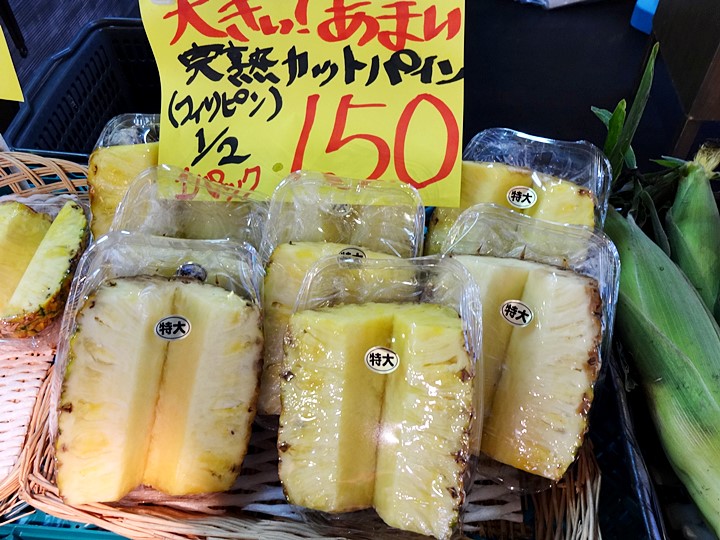 大きい!あまい
完熟カットパイン
(フィリピン)
1/2
150
1パック
特大
特大
特大
特大